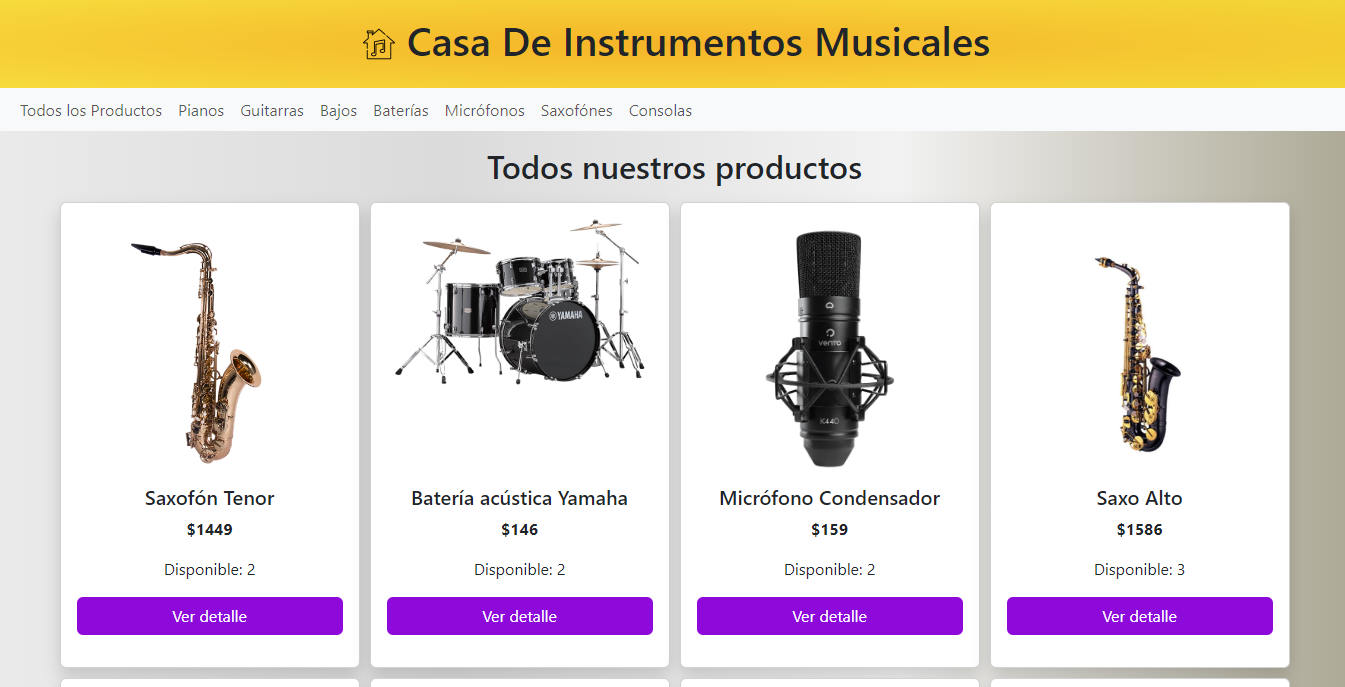 Casa De Instrumentos Musicales
Todos los Productos Pianos Guitarras Bajos Baterías Micrófonos Saxofónes Consolas
Todos nuestros productos
YAMAHA
vento
K440
Saxofón Tenor
$1449
Disponible: 2
Ver detalle
Batería acústica Yamaha
$146
Disponible: 2
Ver detalle
Micrófono Condensador
$159
Disponible: 2
Ver detalle
Saxo Alto
$1586
Disponible: 3
Ver detalle